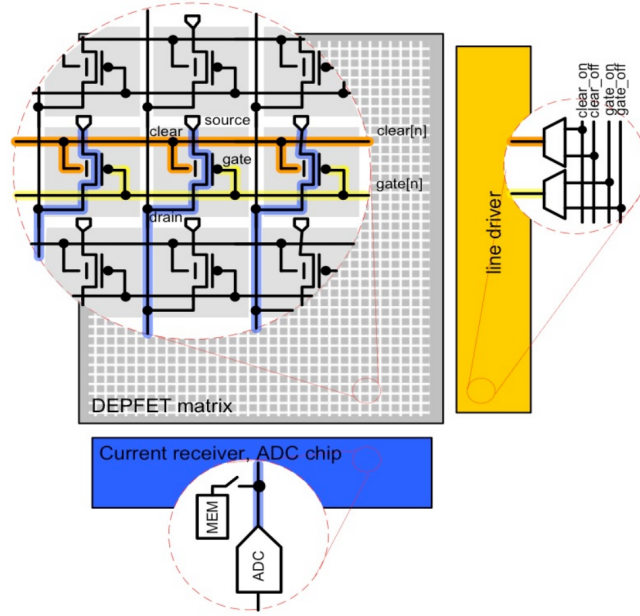 source
clear
clear[n]
gate
gate[n]
drain
DEPFET matrix
line driver
clear_on
clear_off
gate_on
gate_off
Current receiver, ADC chip
MEM
ADC